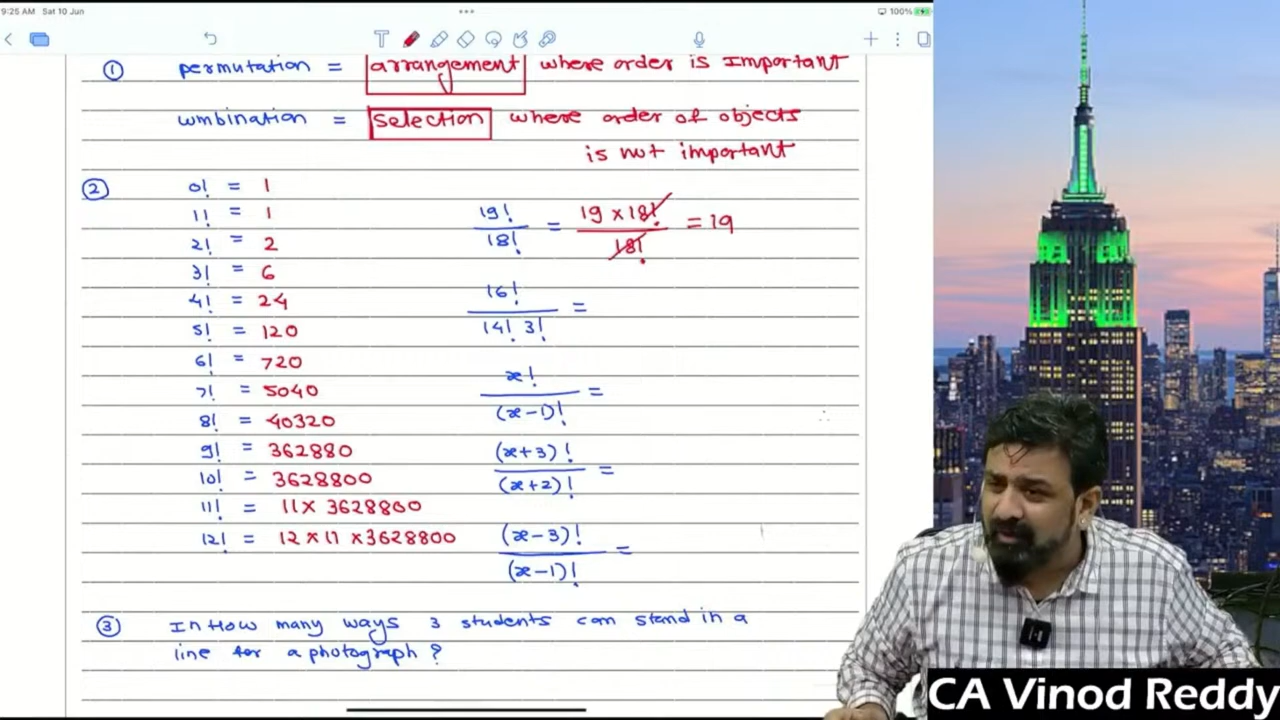 9:25 AM Sat 10 Jun
100%
T
① permutation = arrangement where order is Important
wmbination = Selection where order of objects
is not important
② 0! = 1
1! = 1
2! = 2
3! = 6
4! = 24
5! = 120
6! = 720
7! = 5040
8! = 40320
9! = 362880
10! = 3628800
11! = 11 × 3628800
12! = 12 × 11 × 3628800
19! / 18! = 19 × 18! / 18! = 19
16! / 14! 3! =
x! / (x-1)! =
(x+3)! / (x+2)! =
(x-3)! / (x-1)! =
③ In How many ways 3 students can stand in a
line for a photograph ?
CA Vinod Reddy